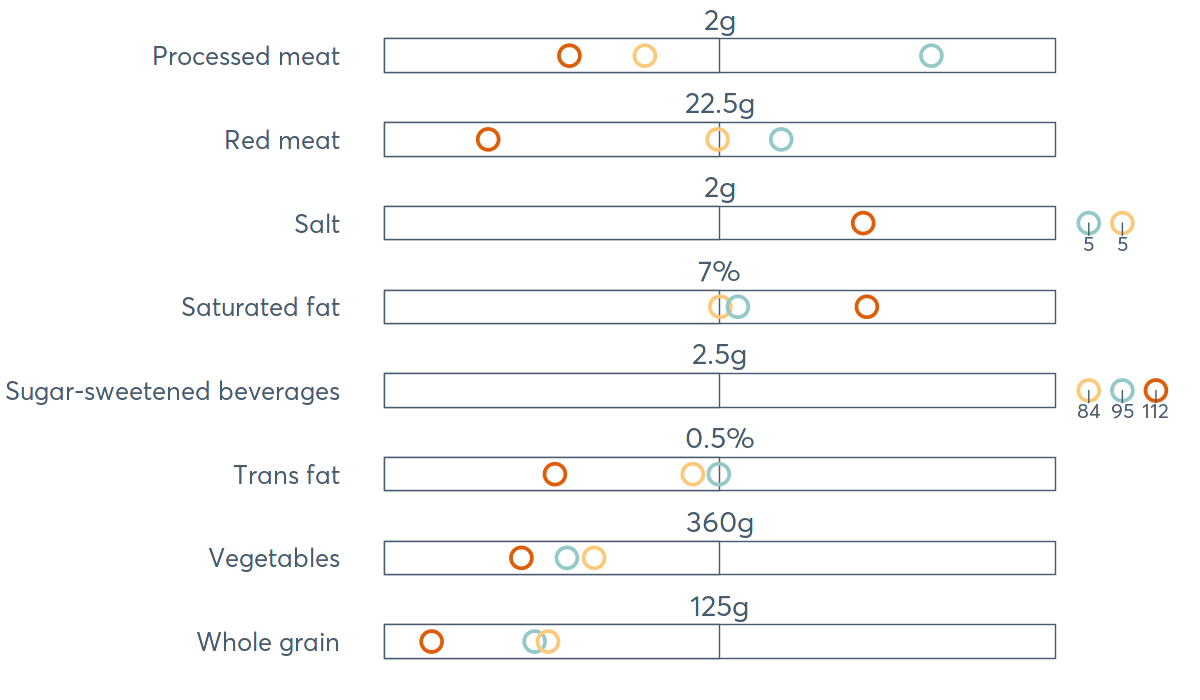 2g
Processed meat
22.5g
Red meat
2g
Salt
5 5
7%
Saturated fat
2.5g
Sugar-sweetened beverages
84 95 112
0.5%
Trans fat
360g
Vegetables
125g
Whole grain